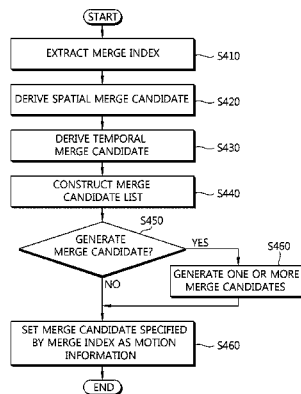 START
EXTRACT MERGE INDEX
S410
DERIVE SPATIAL MERGE CANDIDATE
S420
DERIVE TEMPORAL
MERGE CANDIDATE
S430
CONSTRUCT MERGE
CANDIDATE LIST
S440
S450
GENERATE
MERGE CANDIDATE?
YES
S460
GENERATE ONE OR MORE
MERGE CANDIDATES
NO
SET MERGE CANDIDATE SPECIFIED
BY MERGE INDEX AS MOTION
INFORMATION
S460
END